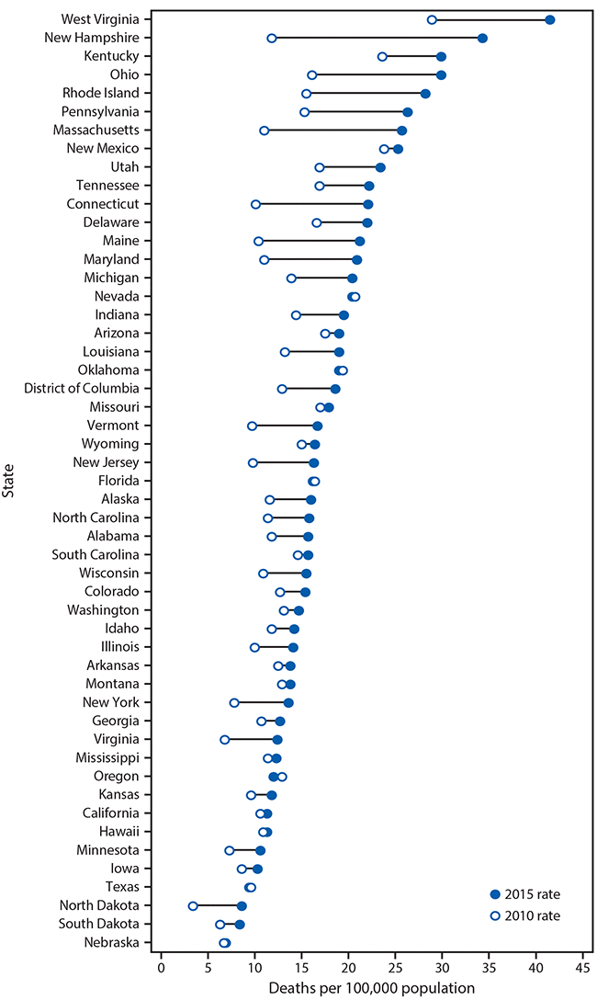 West Virginia
New Hampshire
Kentucky
Ohio
Rhode Island
Pennsylvania
Massachusetts
New Mexico
Utah
Tennessee
Connecticut
Delaware
Maine
Maryland
Michigan
Nevada
Indiana
Arizona
Louisiana
Oklahoma
District of Columbia
Missouri
Vermont
Wyoming
New Jersey
Florida
Alaska
North Carolina
Alabama
South Carolina
Wisconsin
Colorado
Washington
Idaho
Illinois
Arkansas
Montana
New York
Georgia
Virginia
Mississippi
Oregon
Kansas
California
Hawaii
Minnesota
Iowa
Texas
North Dakota
South Dakota
Nebraska
State
2015 rate
2010 rate
0 5 10 15 20 25 30 35 40 45
Deaths per 100,000 population